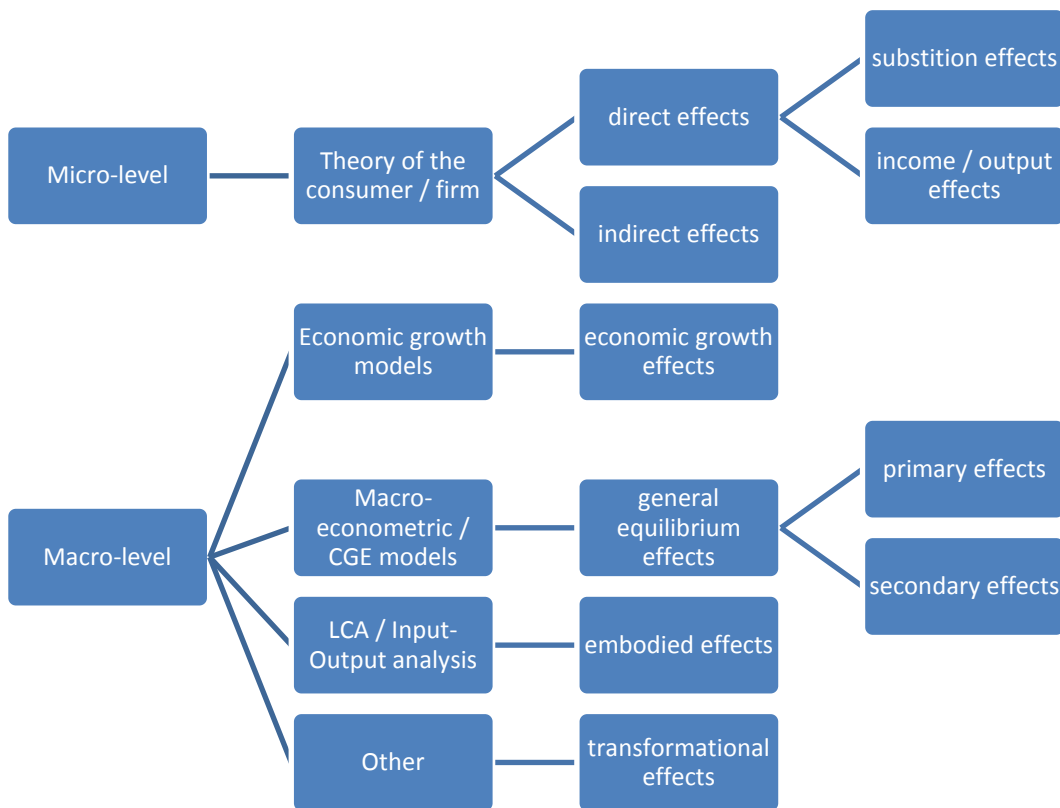 substition effects
direct effects
Micro-level
Theory of the
consumer / firm
income / output
effects
indirect effects
Economic growth
models
economic growth
effects
primary effects
Macro-level
Macro-
econometric /
CGE models
general
equilibrium
effects
secondary effects
LCA / Input-
Output analysis
embodied effects
Other
transformational
effects